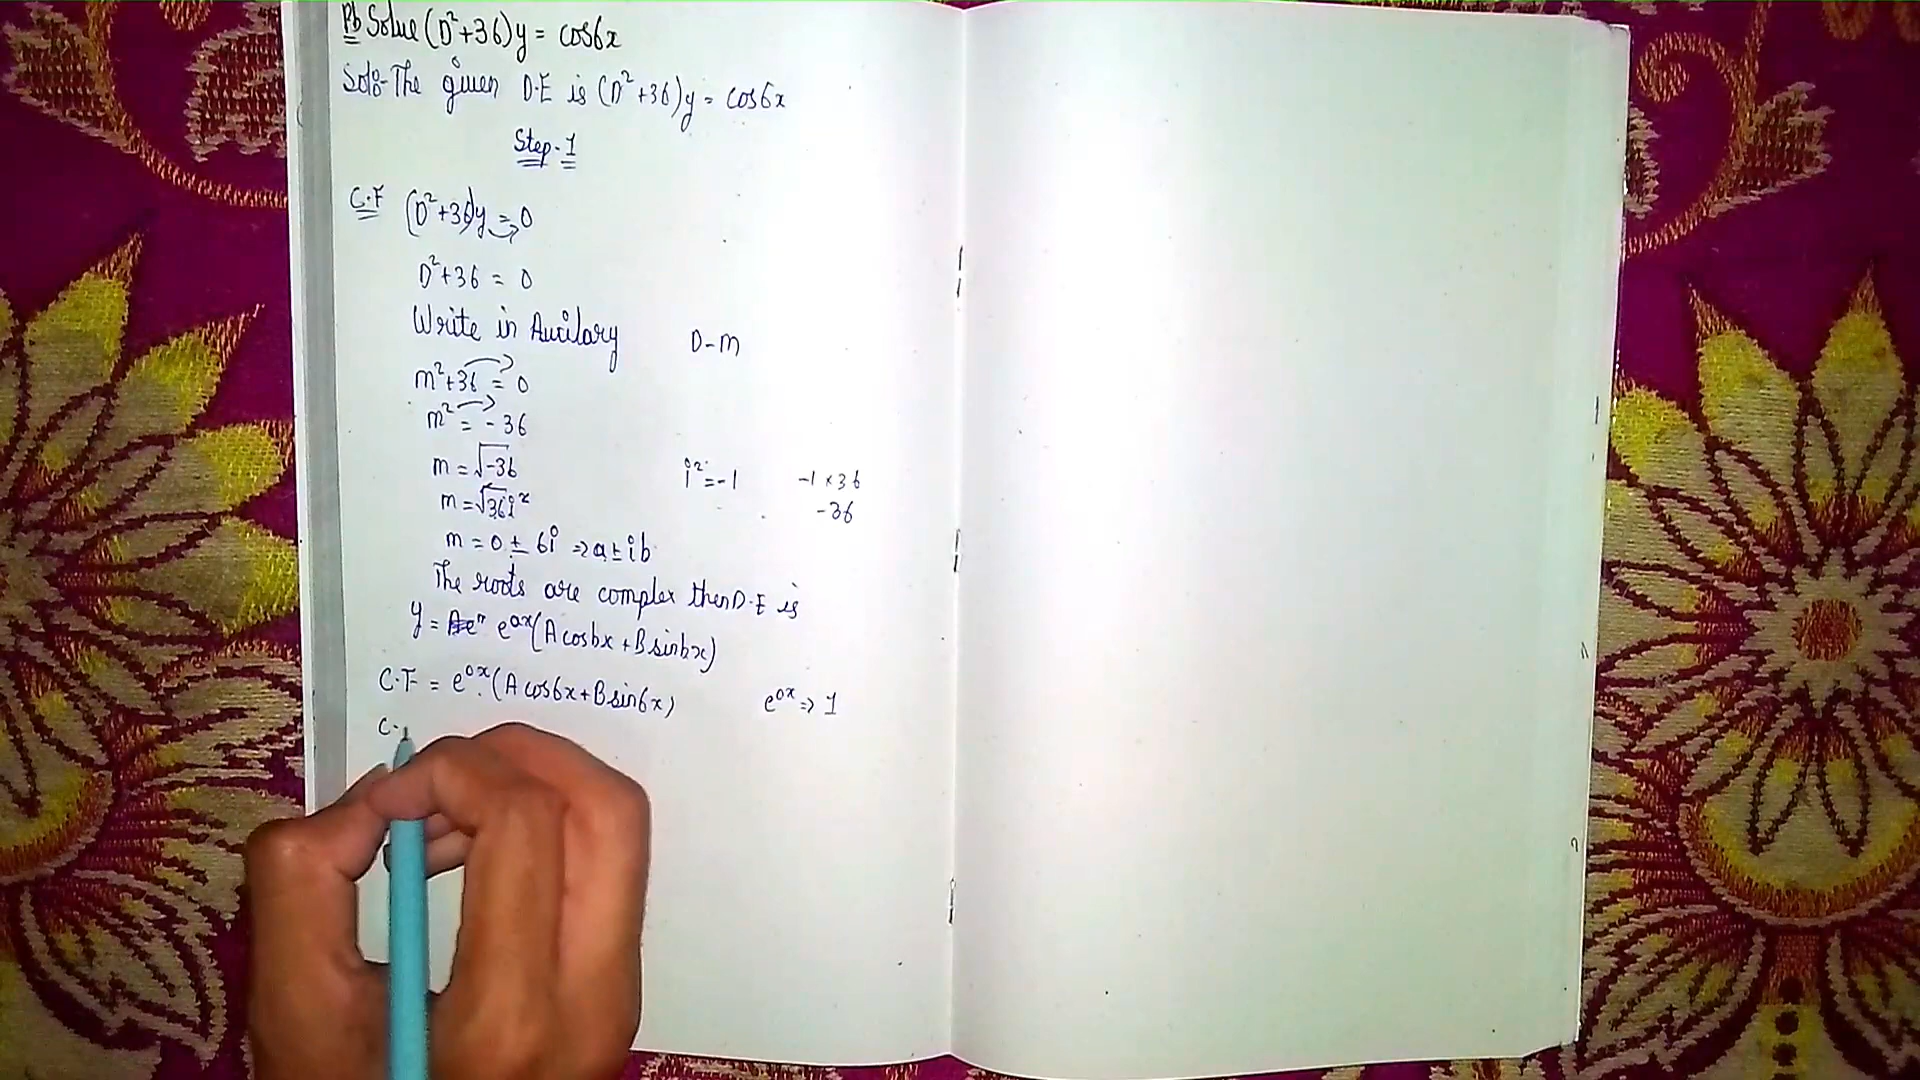 Pb Solve (D²+36)y = cos6x
Sol:- The given D.E is (D²+36)y = cos6x
Step-1
C.F (D²+36)y = 0
D²+36 = 0
Write in Auxilary D-m
m²+36 = 0
m² = -36
m = √-36 i²=-1 -1×36
m = √36i² -36
m = 0 ± 6i ⇒ a±ib
The roots are complex then D.E is
y = e^ax(A cosbx + B sinbx)
C.F = e^0x(A cos6x + B sin6x) e^0x ⇒ 1
C.